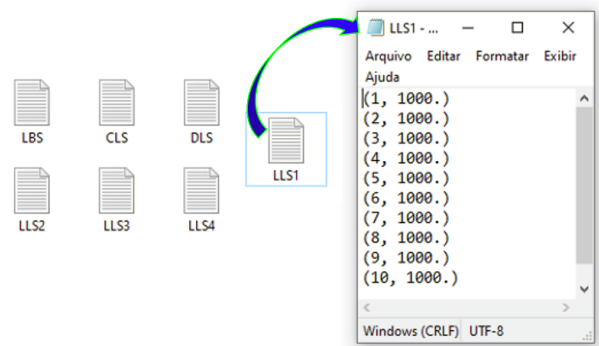 LBS
CLS
DLS
LLS1
LLS2
LLS3
LLS4
LLS1 - ...
Arquivo Editar Formatar Exibir
Ajuda
(1, 1000.)
(2, 1000.)
(3, 1000.)
(4, 1000.)
(5, 1000.)
(6, 1000.)
(7, 1000.)
(8, 1000.)
(9, 1000.)
(10, 1000.)
Windows (CRLF) UTF-8